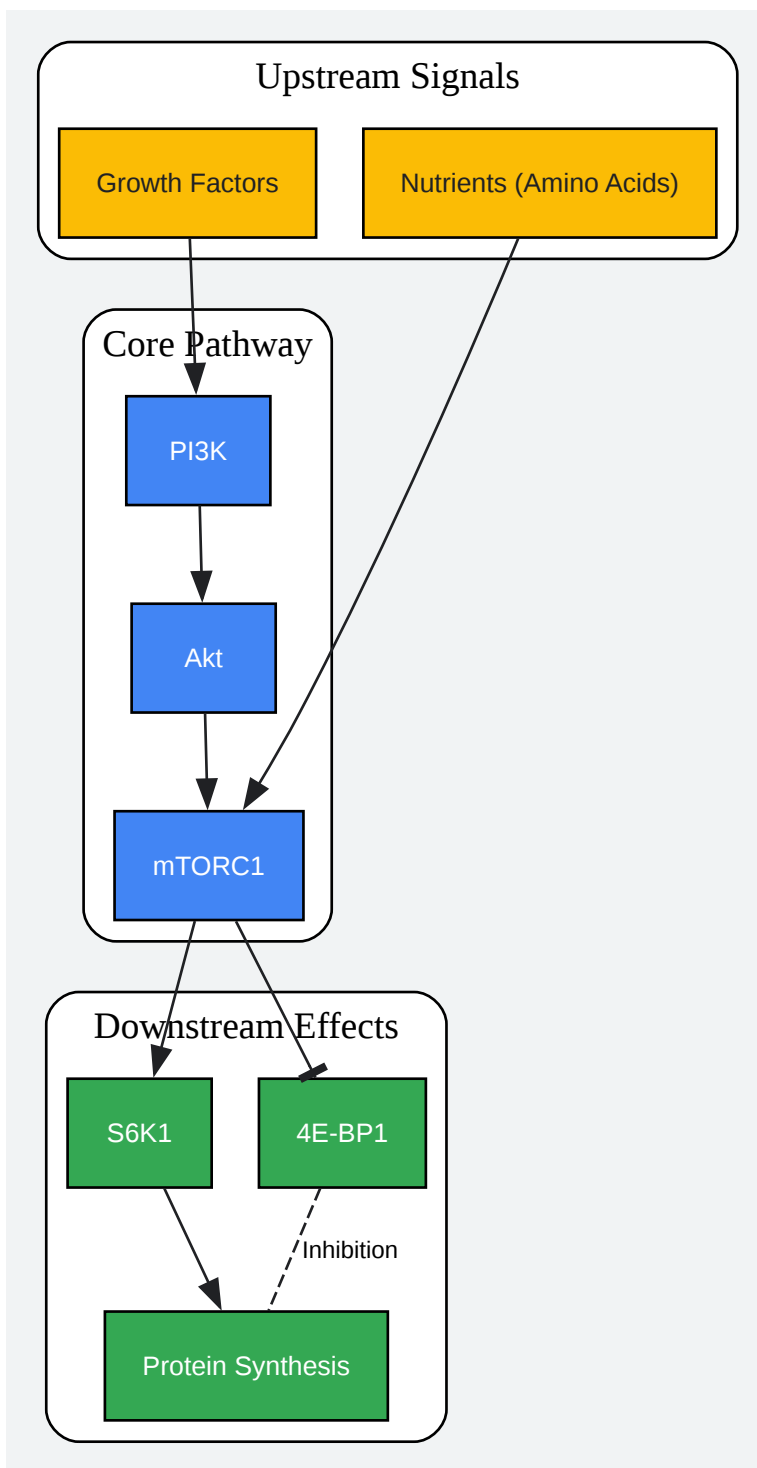 Upstream Signals
Growth Factors
Nutrients (Amino Acids)
Core Pathway
PI3K
Akt
mTORC1
Downstream Effects
S6K1
4E-BP1
Inhibition
Protein Synthesis